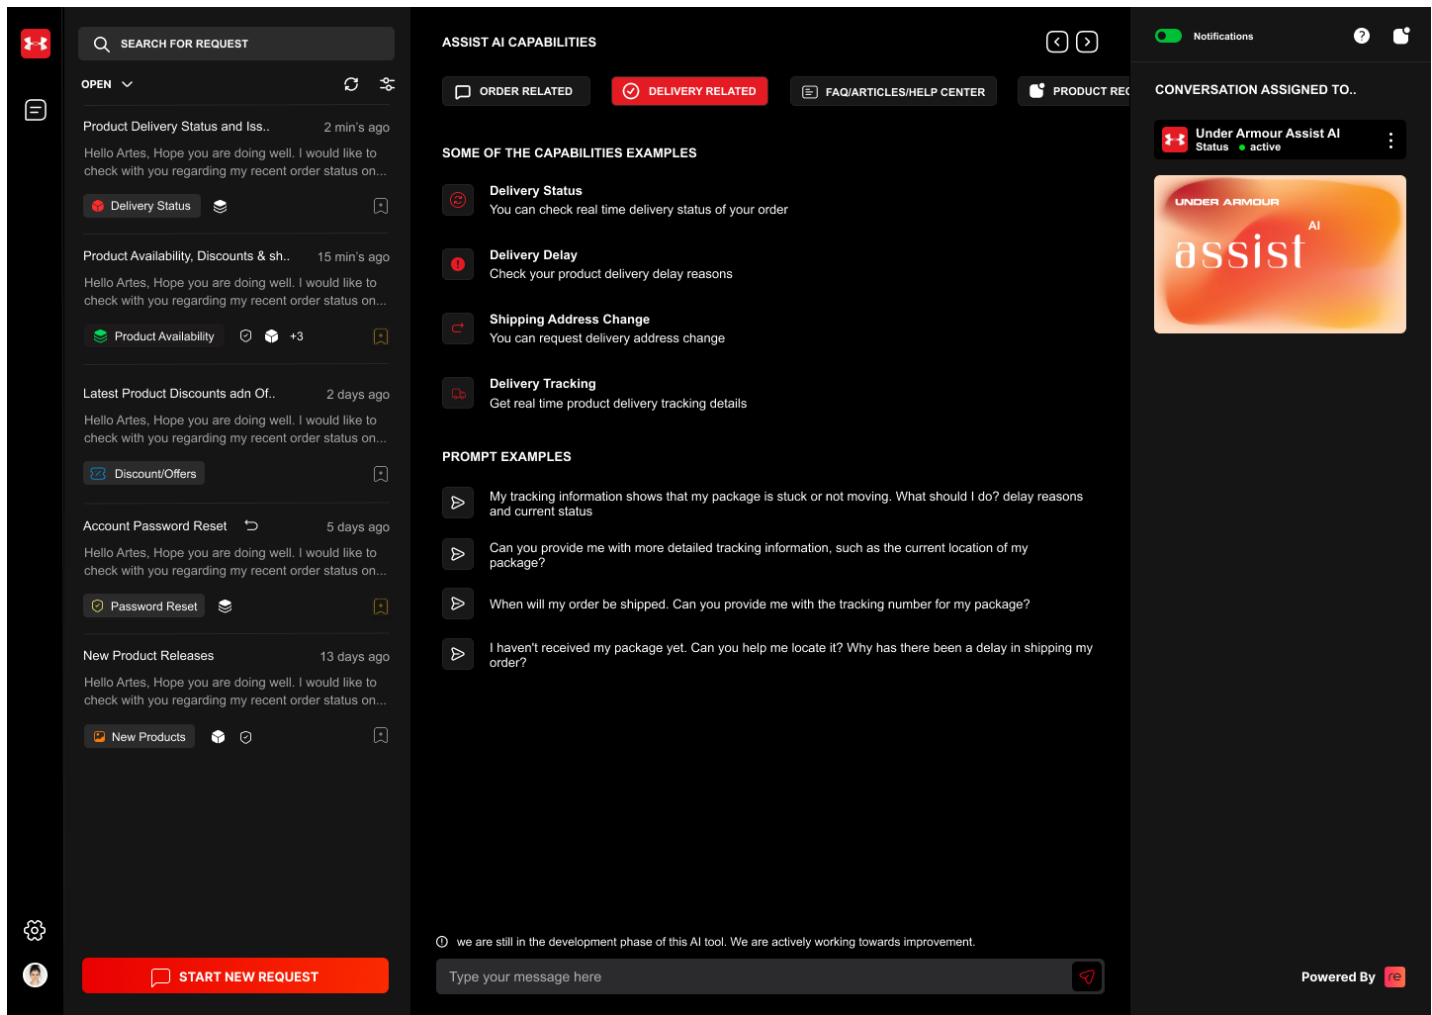 SEARCH FOR REQUEST
OPEN
Product Delivery Status and Iss.. 2 min's ago
Hello Artes, Hope you are doing well. I would like to
check with you regarding my recent order status on...
Delivery Status
Product Availability, Discounts & sh.. 15 min's ago
Hello Artes, Hope you are doing well. I would like to
check with you regarding my recent order status on...
Product Availability +3
Latest Product Discounts adn Of.. 2 days ago
Hello Artes, Hope you are doing well. I would like to
check with you regarding my recent order status on...
Discount/Offers
Account Password Reset 5 days ago
Hello Artes, Hope you are doing well. I would like to
check with you regarding my recent order status on...
Password Reset
New Product Releases 13 days ago
Hello Artes, Hope you are doing well. I would like to
check with you regarding my recent order status on...
New Products
START NEW REQUEST
ASSIST AI CAPABILITIES
ORDER RELATED DELIVERY RELATED FAQ/ARTICLES/HELP CENTER PRODUCT REC
SOME OF THE CAPABILITIES EXAMPLES
Delivery Status
You can check real time delivery status of your order
Delivery Delay
Check your product delivery delay reasons
Shipping Address Change
You can request delivery address change
Delivery Tracking
Get real time product delivery tracking details
PROMPT EXAMPLES
My tracking information shows that my package is stuck or not moving. What should I do? delay reasons
and current status
Can you provide me with more detailed tracking information, such as the current location of my
package?
When will my order be shipped. Can you provide me with the tracking number for my package?
I haven't received my package yet. Can you help me locate it? Why has there been a delay in shipping my
order?
we are still in the development phase of this AI tool. We are actively working towards improvement.
Type your message here
Notifications
CONVERSATION ASSIGNED TO..
Under Armour Assist AI
Status active
UNDER ARMOUR
assist AI
Powered By re